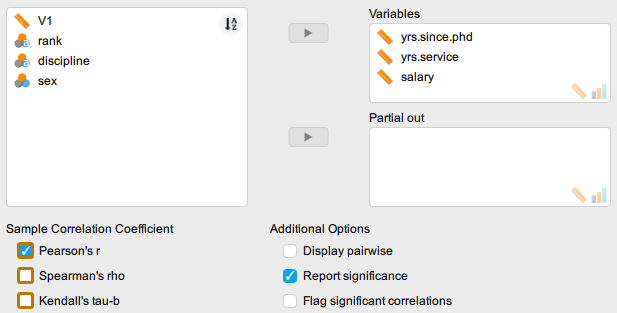 V1
rank
discipline
sex
Variables
yrs.since.phd
yrs.service
salary
Partial out
Sample Correlation Coefficient
Pearson's r
Spearman's rho
Kendall's tau-b
Additional Options
Display pairwise
Report significance
Flag significant correlations